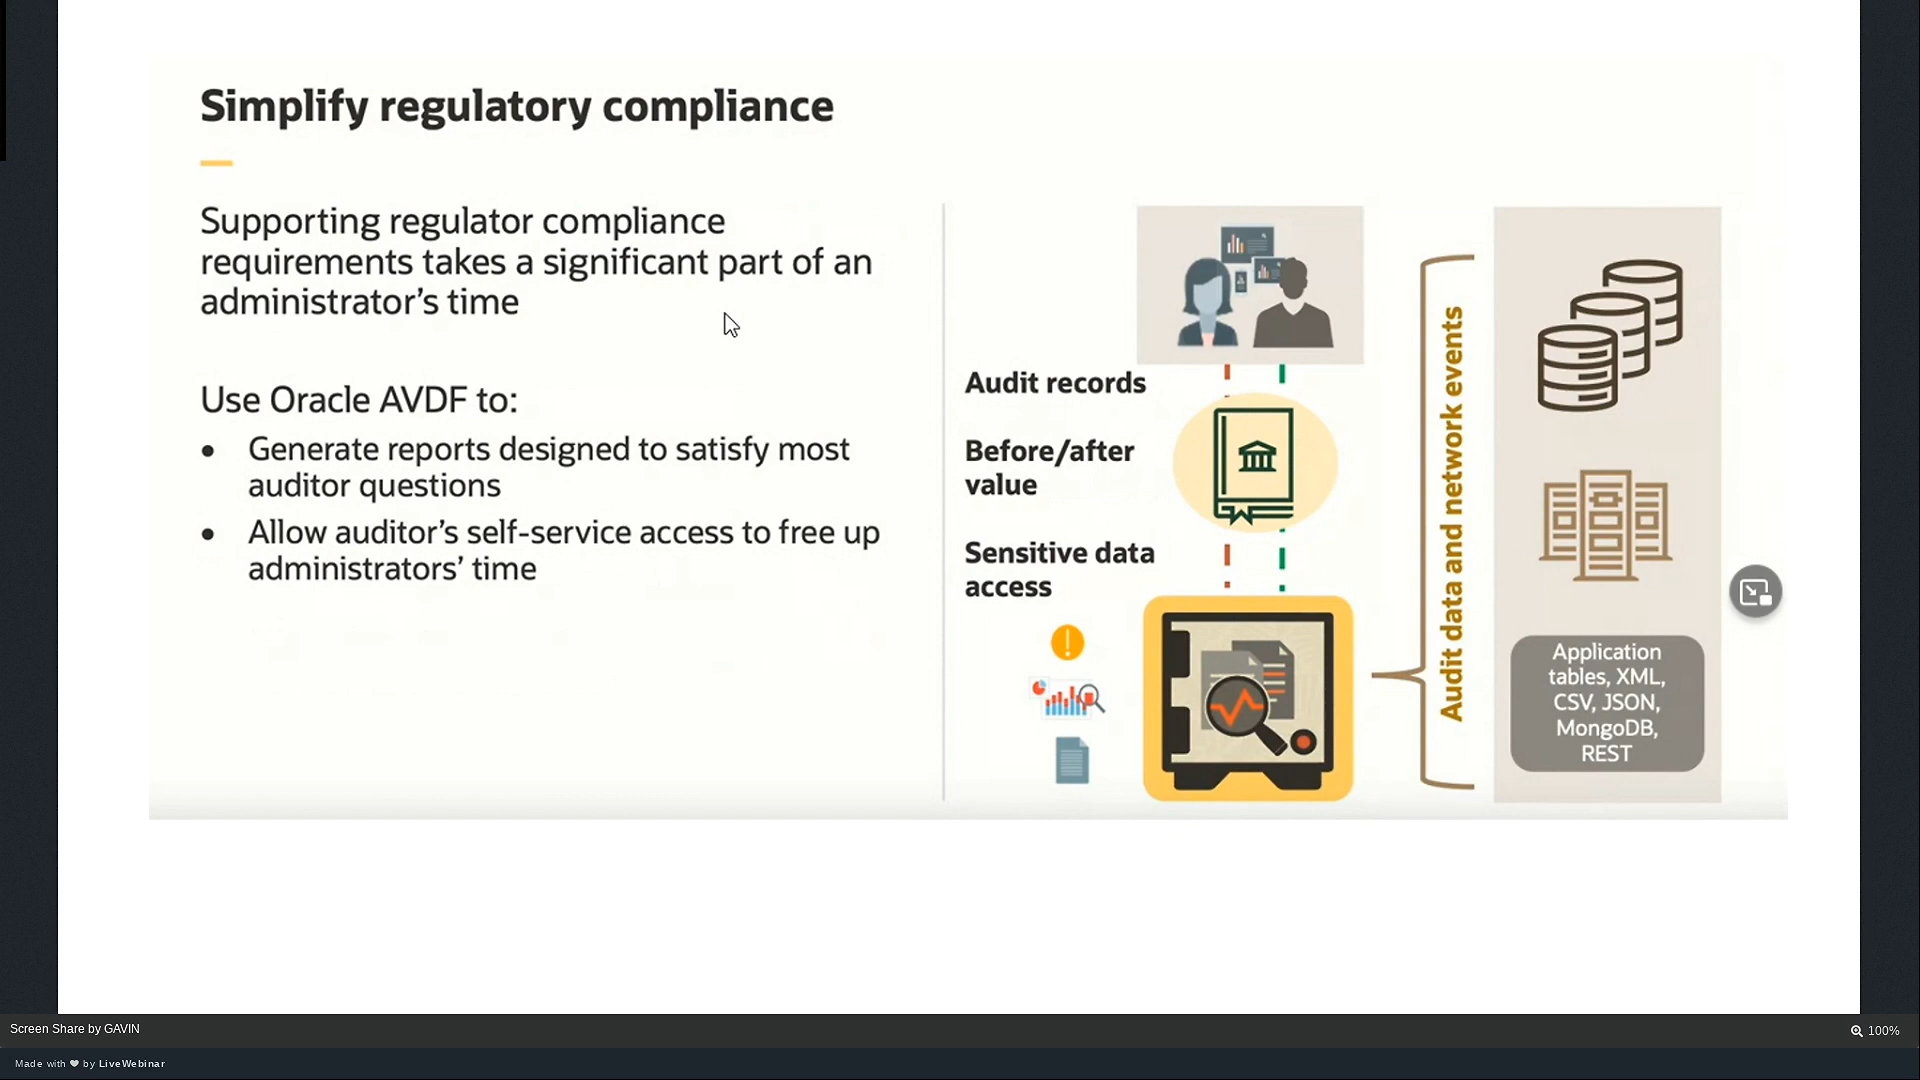 Simplify regulatory compliance
Supporting regulator compliance
requirements takes a significant part of an
administrator’s time
Use Oracle AVDF to:
• Generate reports designed to satisfy most
auditor questions
• Allow auditor’s self-service access to free up
administrators’ time
Audit records
Before/after
value
Sensitive data
access
Audit data and network events
Application
tables, XML,
CSV, JSON,
MongoDB,
REST
Screen Share by GAVIN
100%
Made with ♥ by LiveWebinar